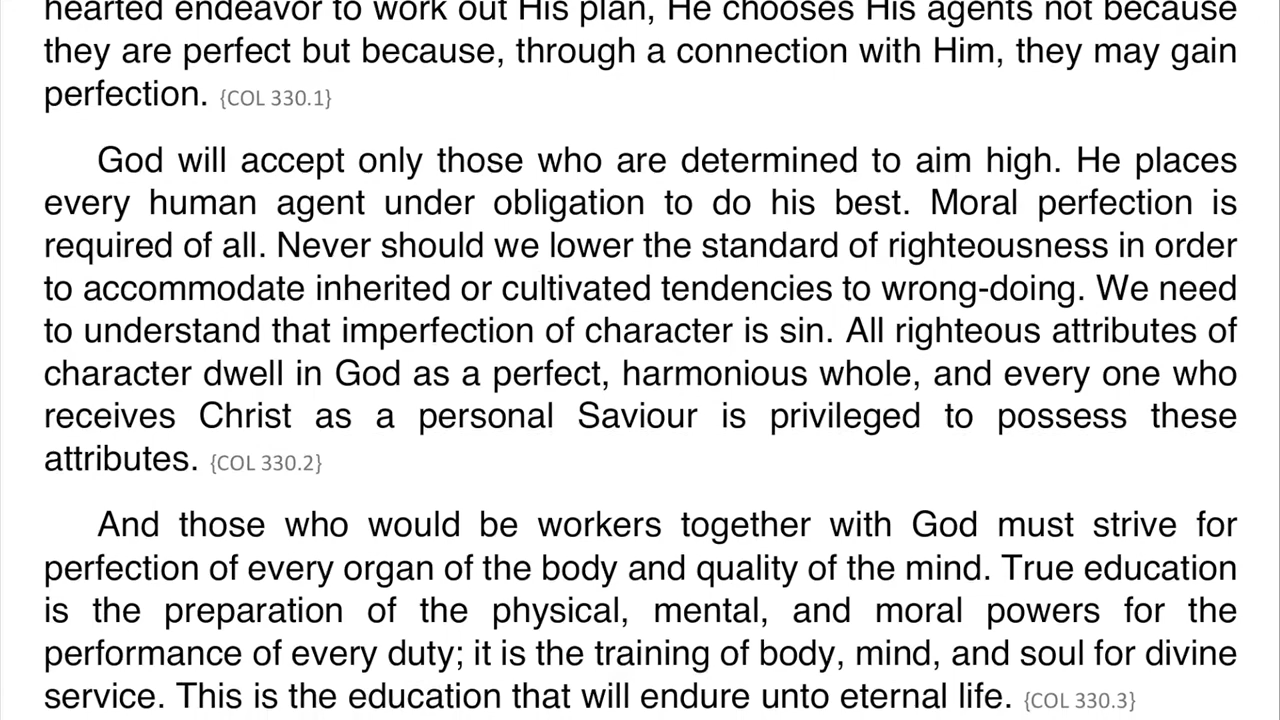 hearted endeavor to work out His plan, He chooses His agents not because
they are perfect but because, through a connection with Him, they may gain
perfection. {COL 330.1}
God will accept only those who are determined to aim high. He places
every human agent under obligation to do his best. Moral perfection is
required of all. Never should we lower the standard of righteousness in order
to accommodate inherited or cultivated tendencies to wrong-doing. We need
to understand that imperfection of character is sin. All righteous attributes of
character dwell in God as a perfect, harmonious whole, and every one who
receives Christ as a personal Saviour is privileged to possess these
attributes. {COL 330.2}
And those who would be workers together with God must strive for
perfection of every organ of the body and quality of the mind. True education
is the preparation of the physical, mental, and moral powers for the
performance of every duty; it is the training of body, mind, and soul for divine
service. This is the education that will endure unto eternal life. {COL 330.3}